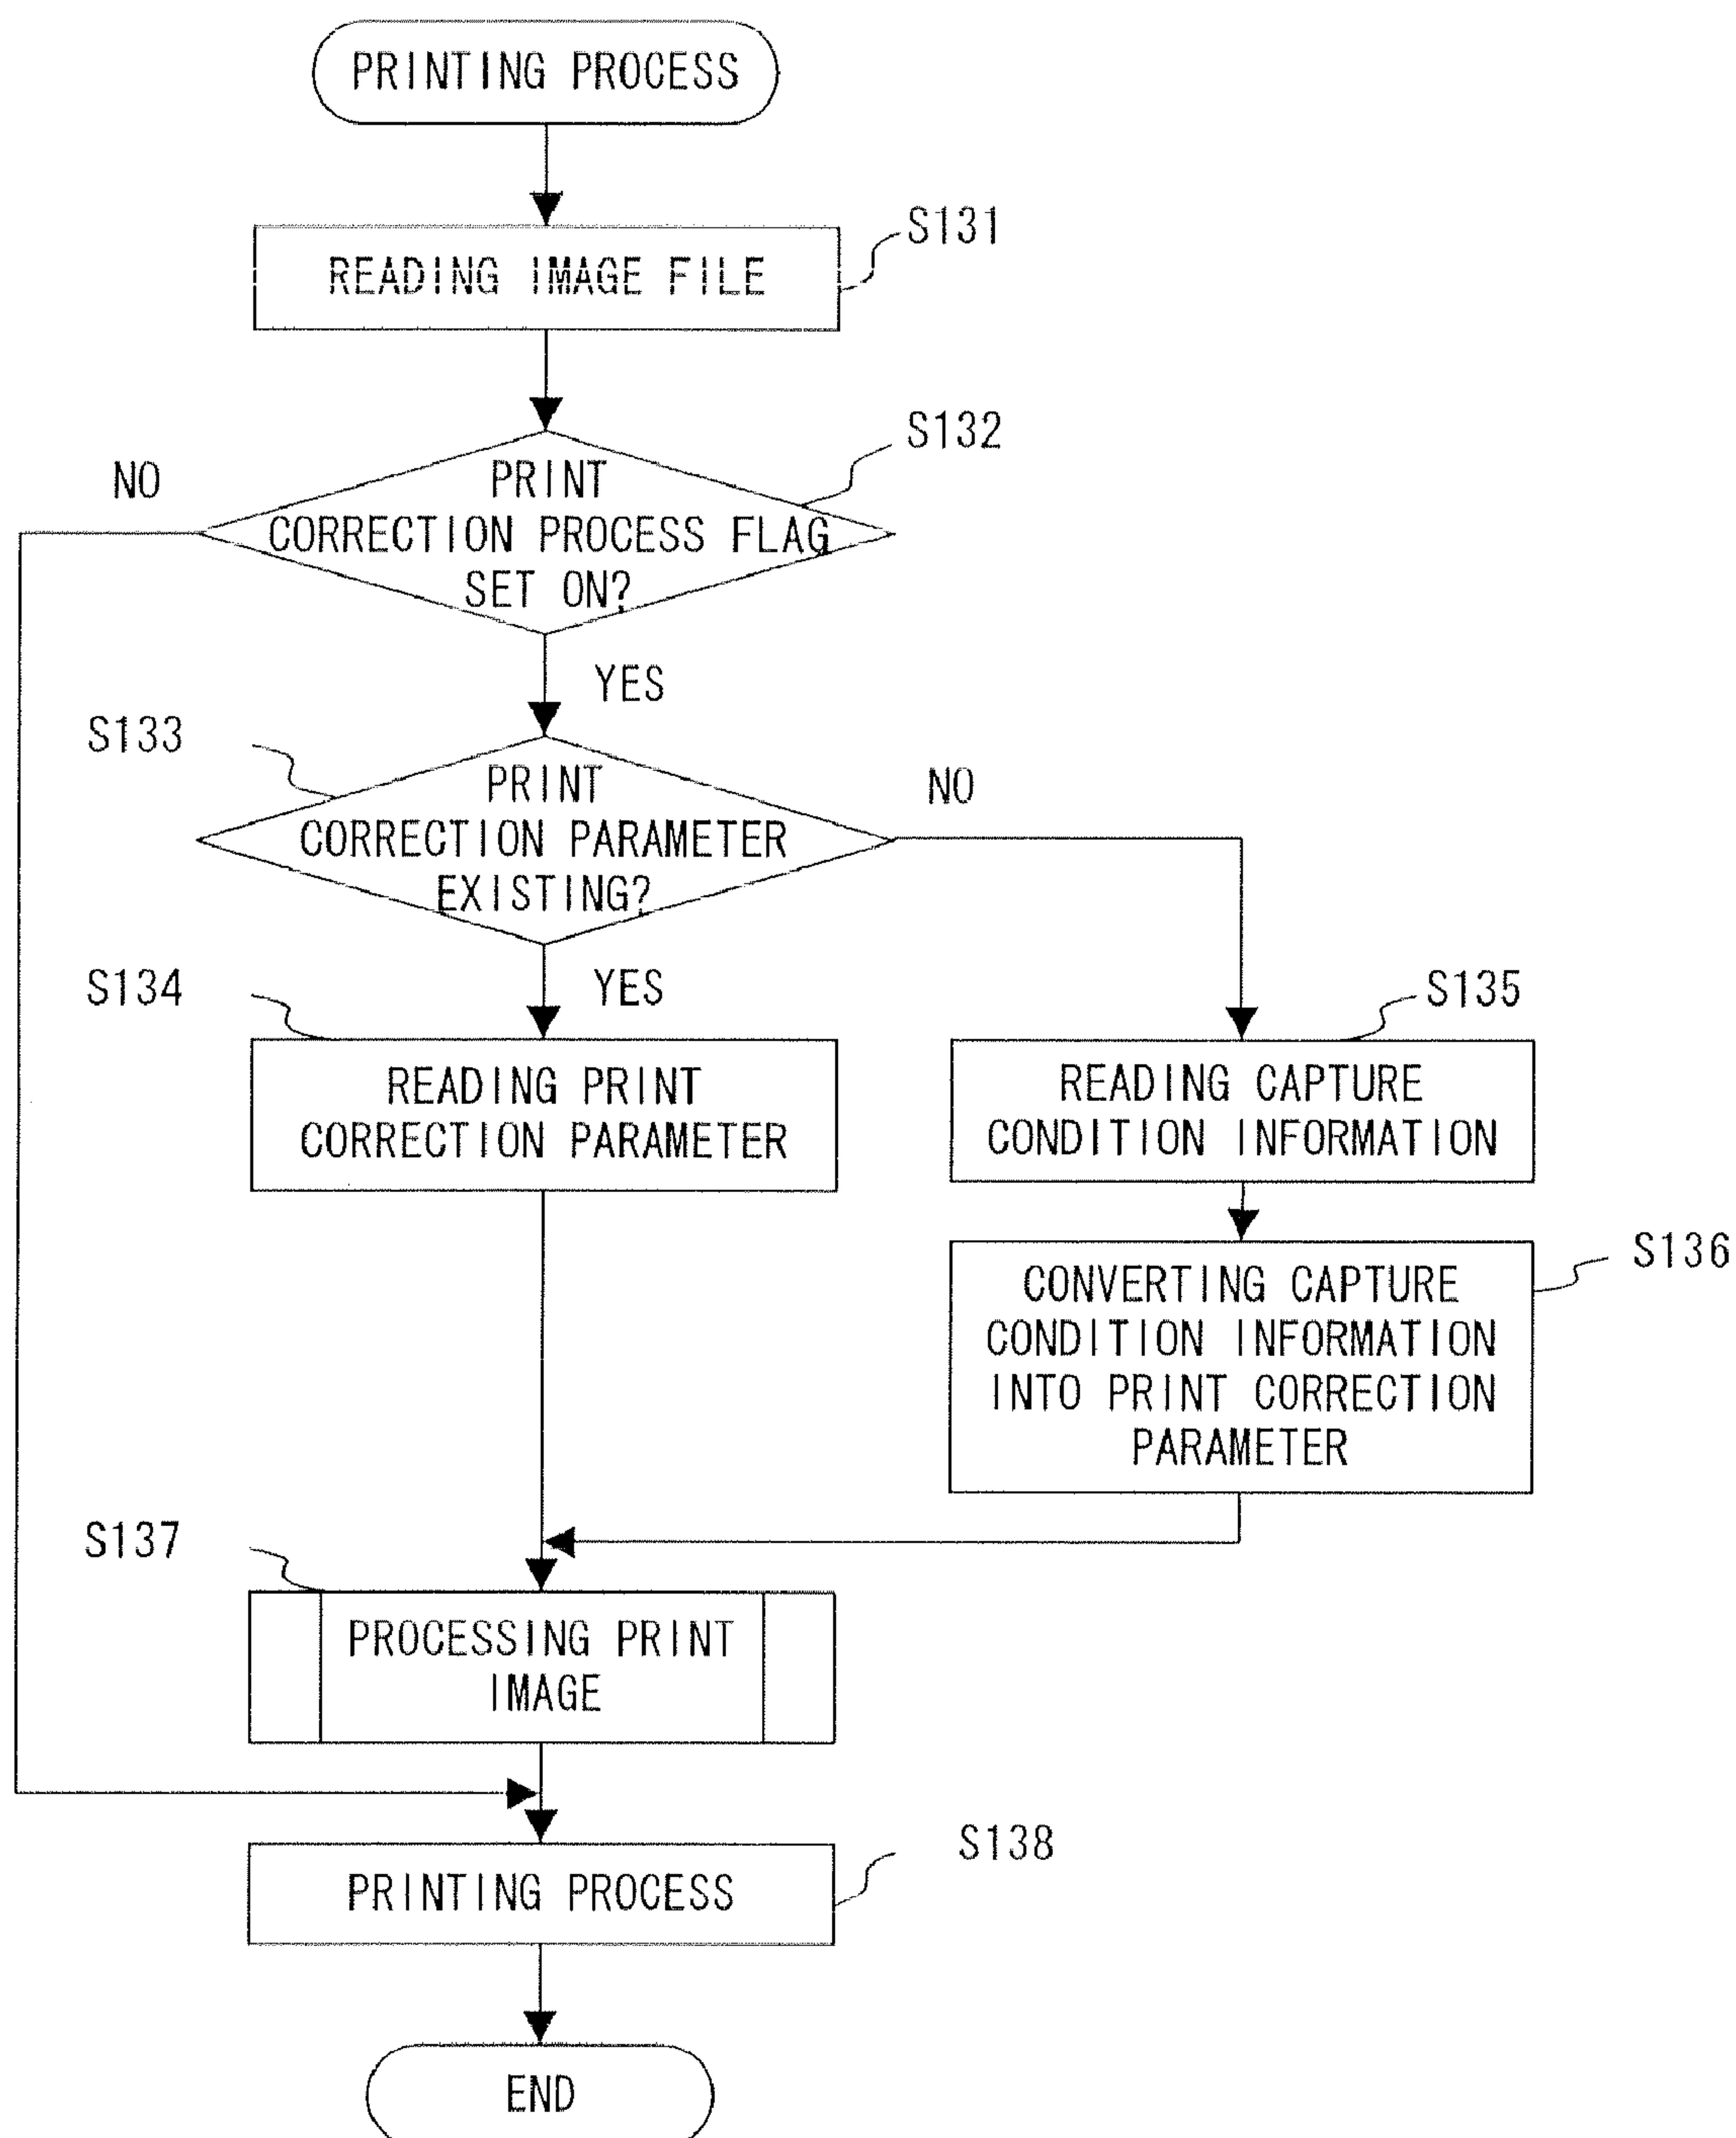 PRINTING PROCESS
S131
READING IMAGE FILE
S132
NO
PRINT
CORRECTION PROCESS FLAG
SET ON?
YES
S133
PRINT
CORRECTION PARAMETER
EXISTING?
NO
S134
YES
READING PRINT
CORRECTION PARAMETER
S135
READING CAPTURE
CONDITION INFORMATION
S136
CONVERTING CAPTURE
CONDITION INFORMATION
INTO PRINT CORRECTION
PARAMETER
S137
PROCESSING PRINT
IMAGE
S138
PRINTING PROCESS
END